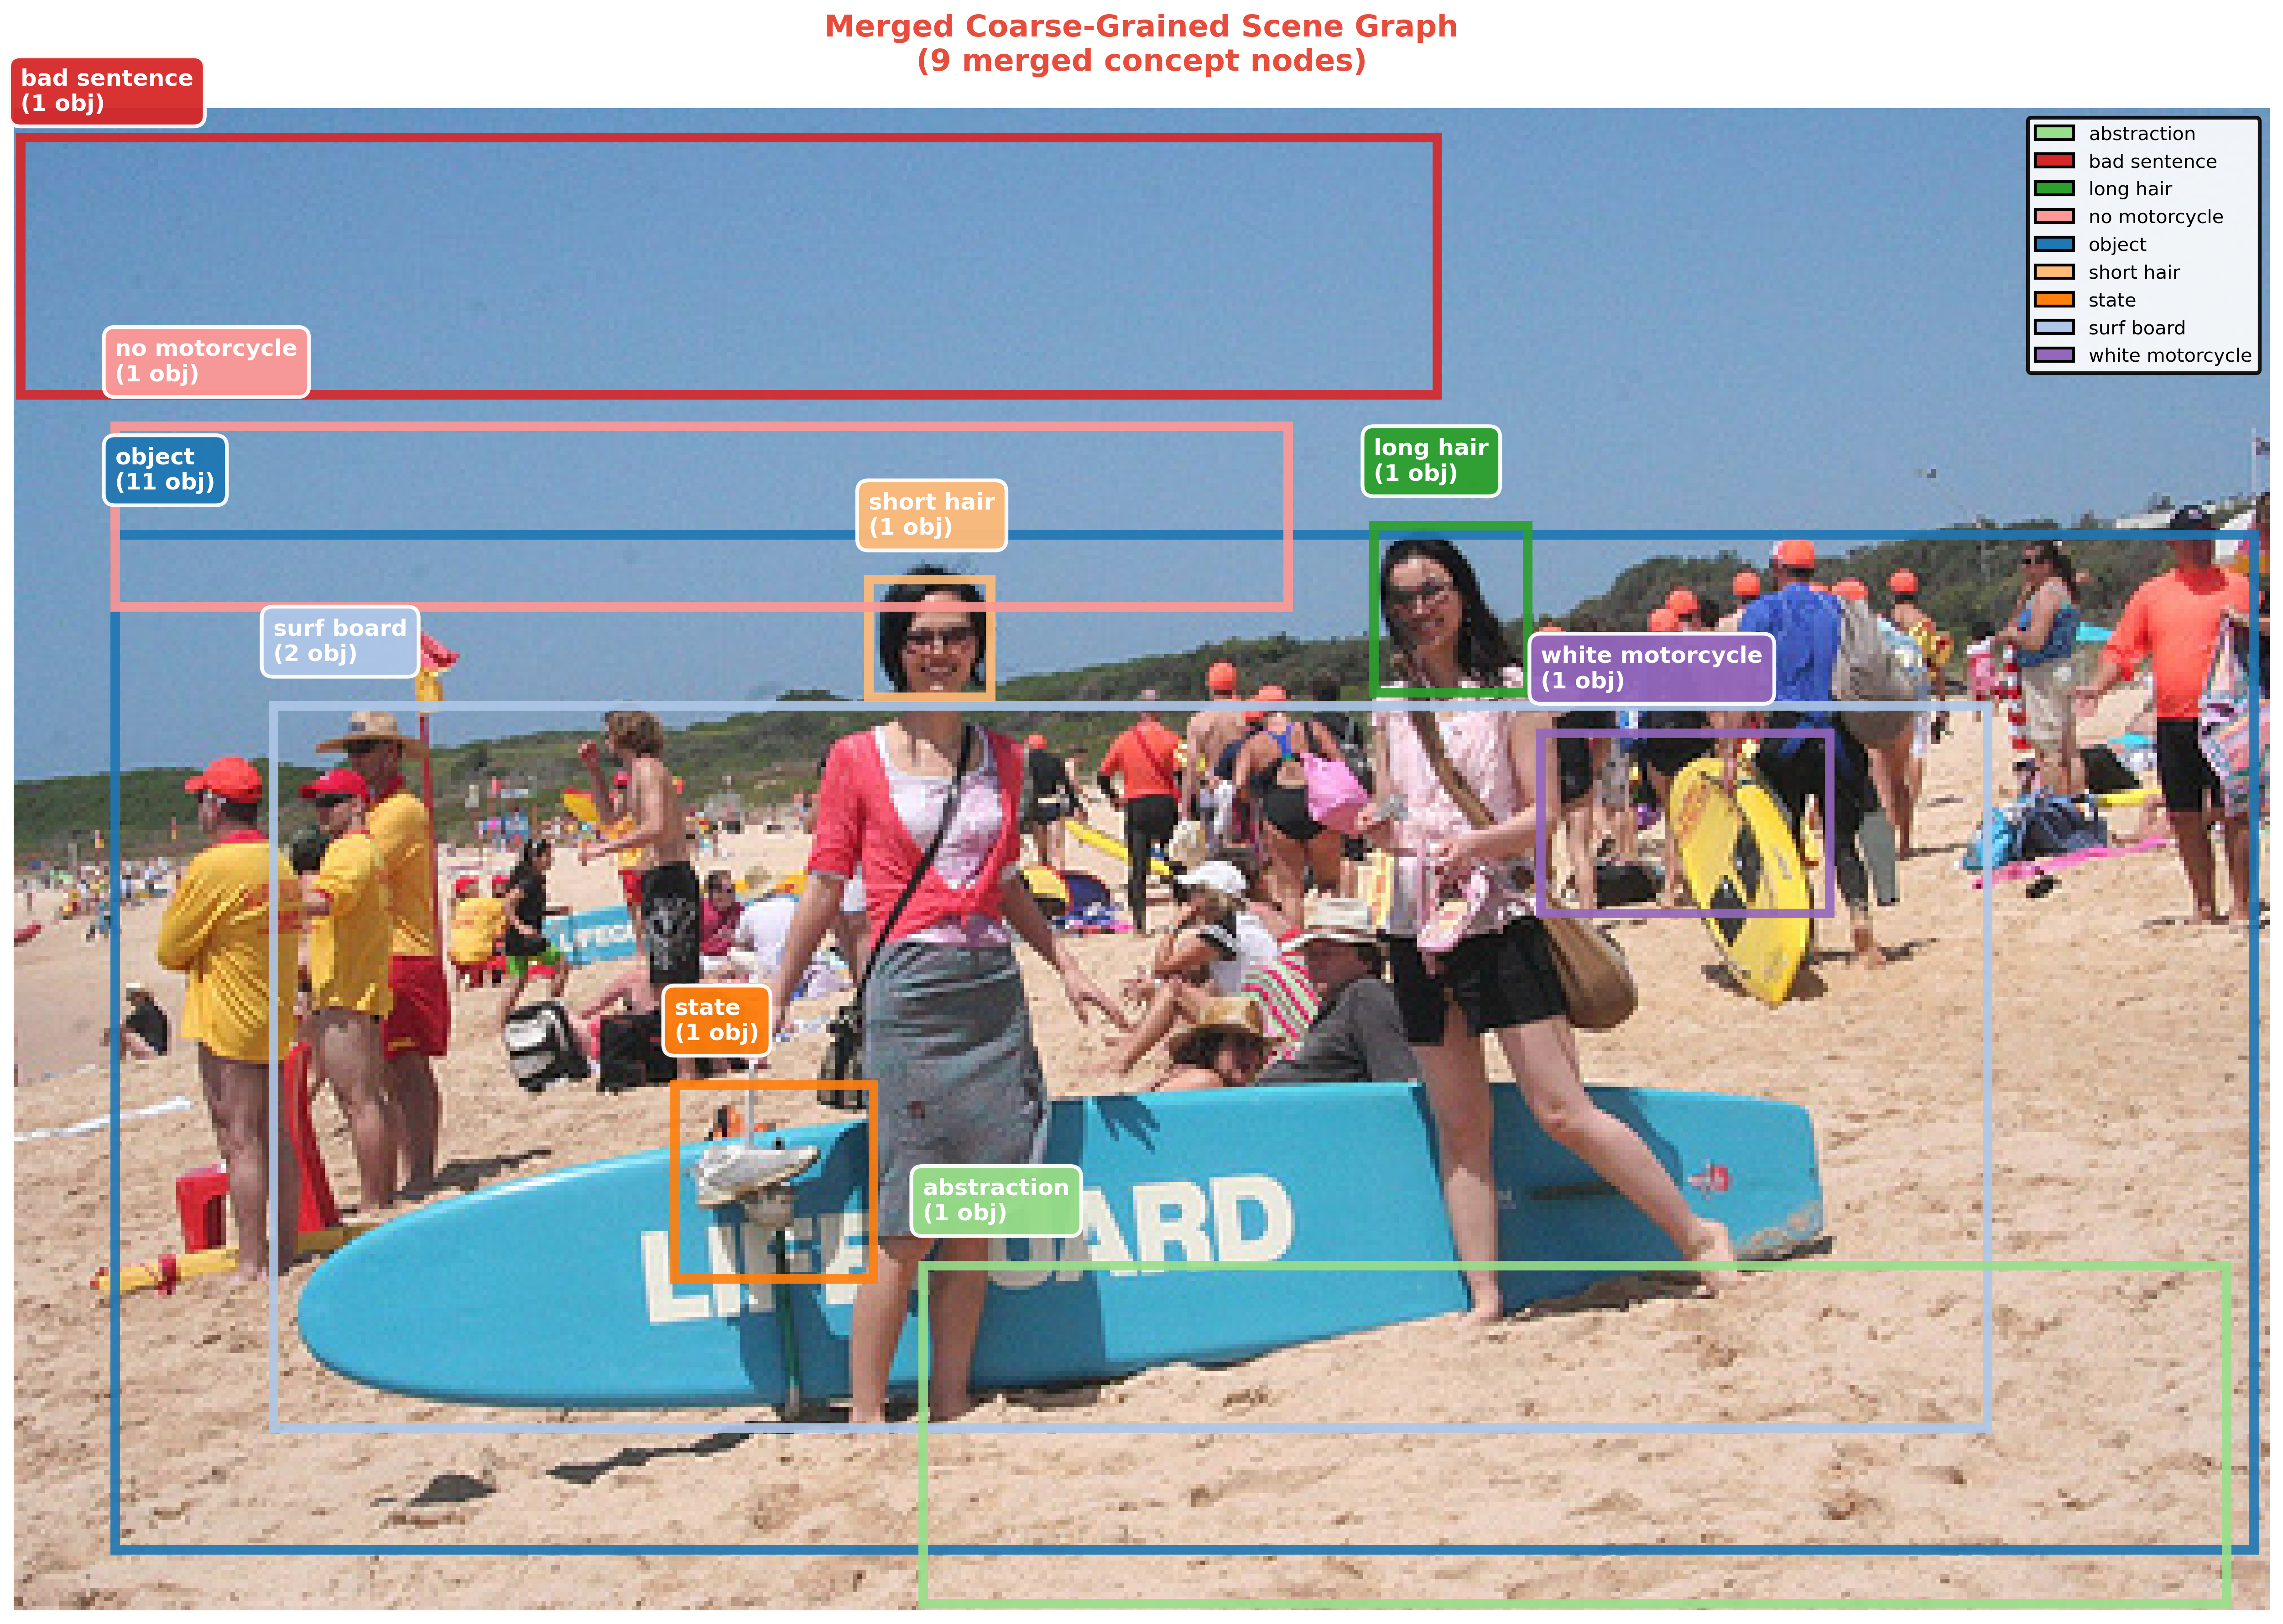 Merged Coarse-Grained Scene Graph
(9 merged concept nodes)
bad sentence
(1 obj)
abstraction
bad sentence
long hair
no motorcycle
object
short hair
state
surf board
white motorcycle
no motorcycle
(1 obj)
object
(11 obj)
long hair
(1 obj)
short hair
(1 obj)
surf board
(2 obj)
white motorcycle
(1 obj)
state
(1 obj)
abstraction
(1 obj)
LIFE UARD